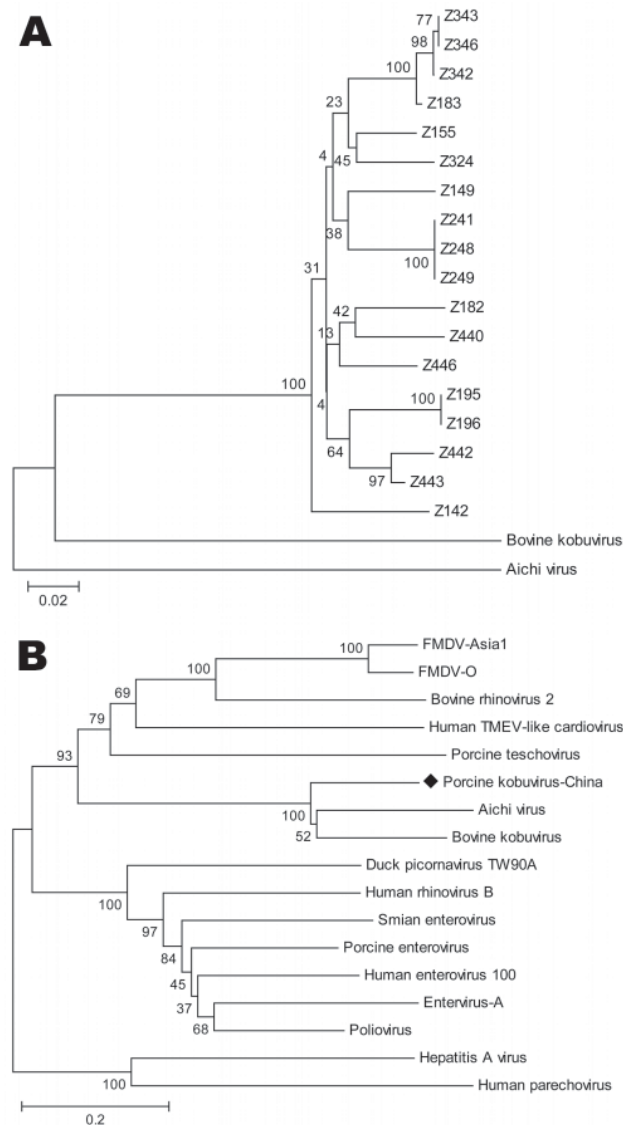 A
77
Z343
98
Z346
100
Z342
Z183
23
Z155
4
45
Z324
Z149
38
Z241
Z248
100
Z249
31
42
Z182
13
Z440
Z446
100
4
100
Z195
Z196
64
Z442
97
Z443
Z142
Bovine kobuvirus
Aichi virus
0.02
B
100
FMDV-Asia1
100
FMDV-O
69
Bovine rhinovirus 2
79
Human TMEV-like cardiovirus
93
Porcine teschovirus
Porcine kobuvirus-China
100
Aichi virus
52
Bovine kobuvirus
Duck picornavirus TW90A
100
Human rhinovirus B
97
Smian enterovirus
84
Porcine enterovirus
45
Human enterovirus 100
37
Entervirus-A
68
Poliovirus
Hepatitis A virus
100
Human parechovirus
0.2